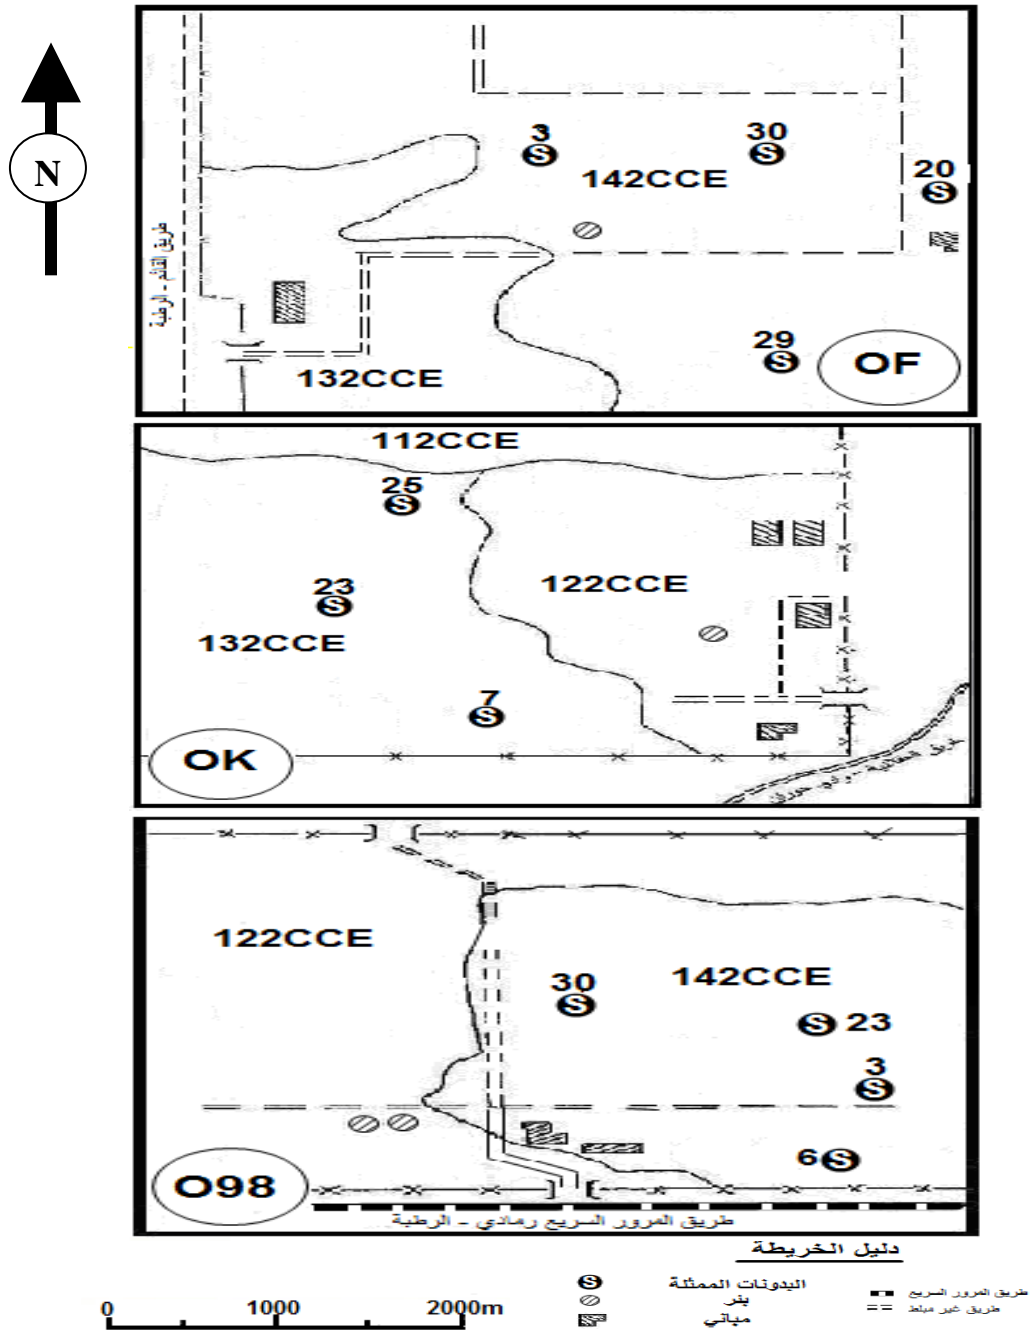 N
3
30
20
142CCE
طريق القائم - الرطبة
29
OF
132CCE
112CCE
25
23
122CCE
132CCE
7
OK
122CCE
142CCE
30
23
3
6
O98
طريق المرور السريع رمادي - الرطبة
دليل الخريطة
البدونات الممثلة
بئر
مباني
طريق المرور السريع
طريق غير مبلط
0 1000 2000m